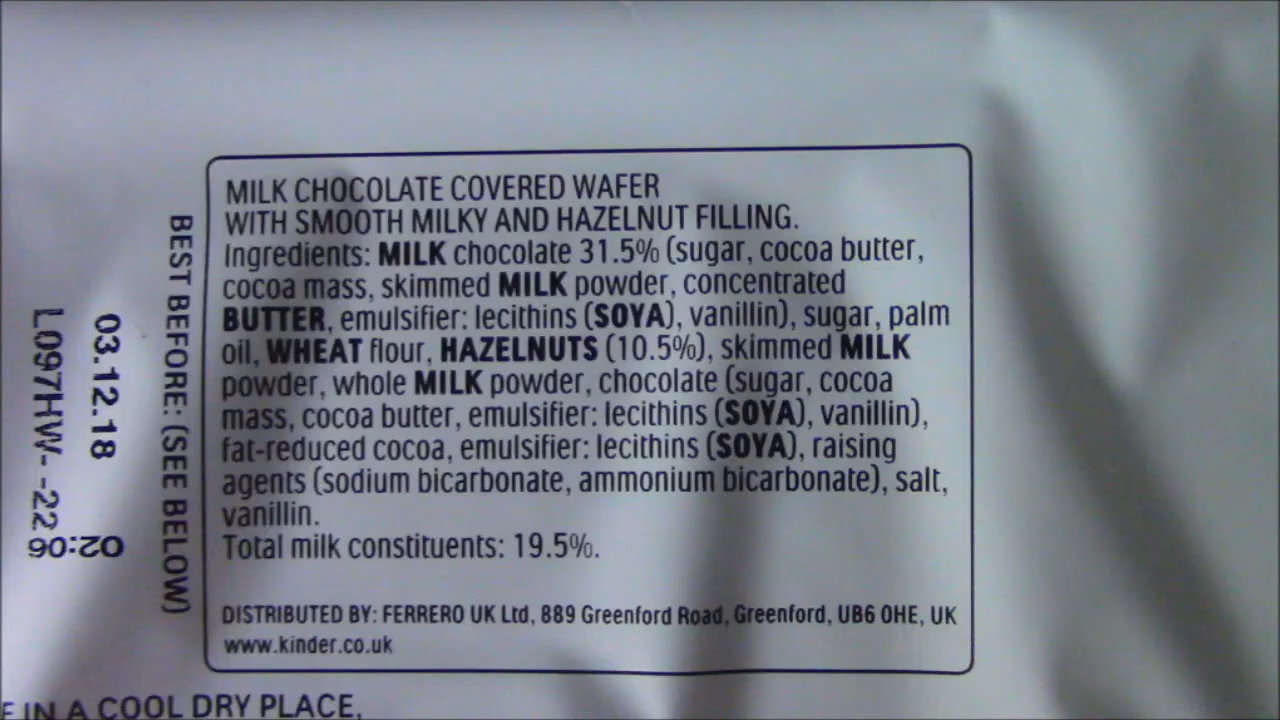 MILK CHOCOLATE COVERED WAFER
WITH SMOOTH MILKY AND HAZELNUT FILLING.
Ingredients: MILK chocolate 31.5% (sugar, cocoa butter,
cocoa mass, skimmed MILK powder, concentrated
BUTTER, emulsifier: lecithins (SOYA), vanillin), sugar, palm
oil, WHEAT flour, HAZELNUTS (10.5%), skimmed MILK
powder, whole MILK powder, chocolate (sugar, cocoa
mass, cocoa butter, emulsifier: lecithins (SOYA), vanillin),
fat-reduced cocoa, emulsifier: lecithins (SOYA), raising
agents (sodium bicarbonate, ammonium bicarbonate), salt,
vanillin.
Total milk constituents: 19.5%.
DISTRIBUTED BY: FERRERO UK Ltd, 889 Greenford Road, Greenford, UB6 0HE, UK
www.kinder.co.uk
BEST BEFORE: (SEE BELOW)
03.12.18
L097HW- -22
02:06
IN A COOL DRY PLACE,